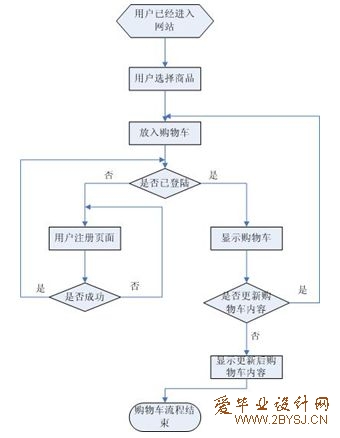 用户已经进入
网站
用户选择商品
放入购物车
否
是
是否已登陆
用户注册页面
显示购物车
是
是否成功
否
是否更新购
物车内容
是
否
显示更新后购
物车内容
购物车流程结
束
爱毕业设计网
www.2BYSJ.CN